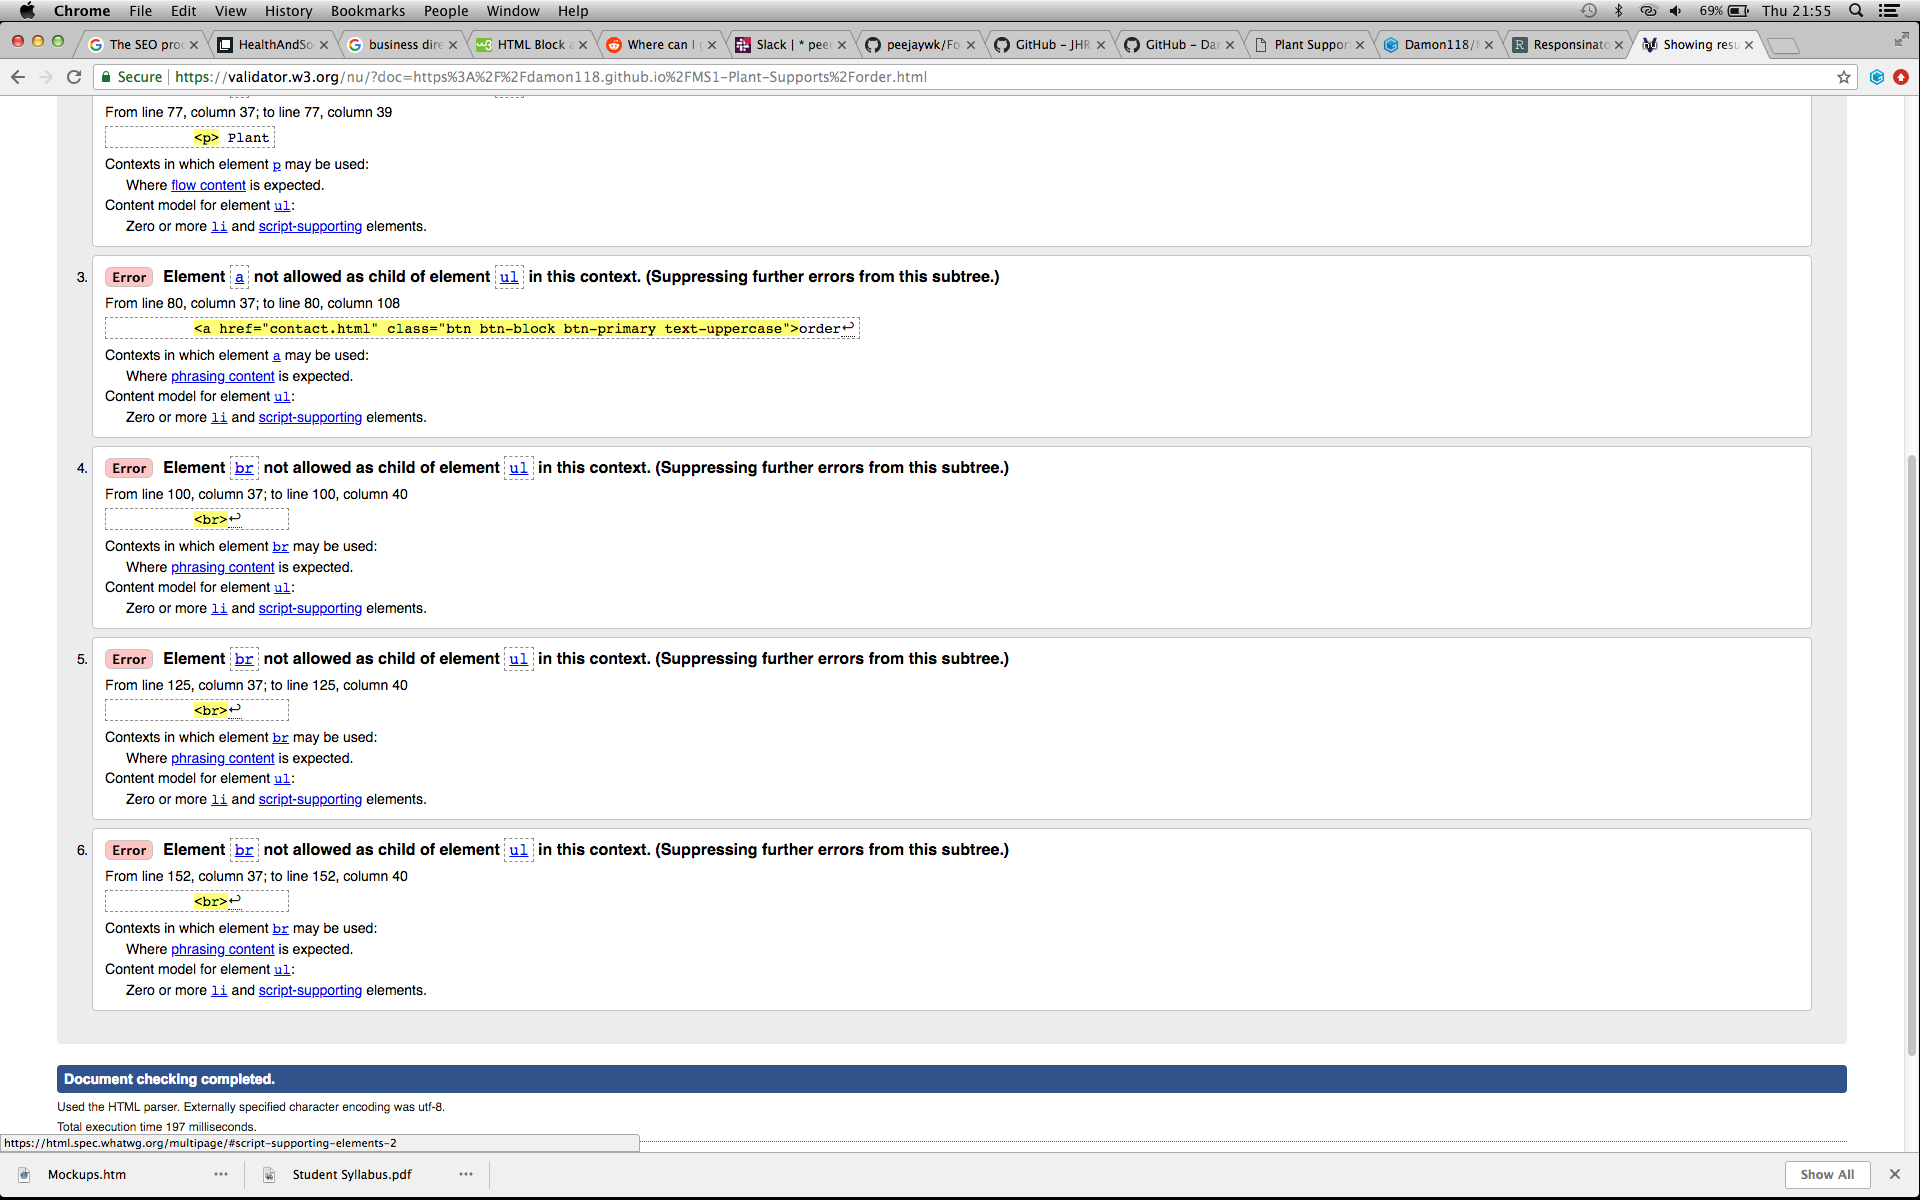 Chrome File Edit View History Bookmarks People Window Help 69% Thu 21:55
The SEO pro HealthAndSo business dire HTML Block a Where can I g Slack | * peer peejaywk/Fo GitHub – JHR GitHub – Da Plant Suppor Damon118/ Responsinato Showing resu
Secure | https://validator.w3.org/nu/?doc=https%3A%2F%2Fdamon118.github.io%2FMS1-Plant-Supports%2Forder.html
From line 77, column 37; to line 77, column 39
<p> Plant
Contexts in which element p may be used:
Where flow content is expected.
Content model for element ul:
Zero or more li and script-supporting elements.
3. Error Element a not allowed as child of element ul in this context. (Suppressing further errors from this subtree.)
From line 80, column 37; to line 80, column 108
<a href="contact.html" class="btn btn-block btn-primary text-uppercase">order↩
Contexts in which element a may be used:
Where phrasing content is expected.
Content model for element ul:
Zero or more li and script-supporting elements.
4. Error Element br not allowed as child of element ul in this context. (Suppressing further errors from this subtree.)
From line 100, column 37; to line 100, column 40
<br>↩
Contexts in which element br may be used:
Where phrasing content is expected.
Content model for element ul:
Zero or more li and script-supporting elements.
5. Error Element br not allowed as child of element ul in this context. (Suppressing further errors from this subtree.)
From line 125, column 37; to line 125, column 40
<br>↩
Contexts in which element br may be used:
Where phrasing content is expected.
Content model for element ul:
Zero or more li and script-supporting elements.
6. Error Element br not allowed as child of element ul in this context. (Suppressing further errors from this subtree.)
From line 152, column 37; to line 152, column 40
<br>↩
Contexts in which element br may be used:
Where phrasing content is expected.
Content model for element ul:
Zero or more li and script-supporting elements.
Document checking completed.
Used the HTML parser. Externally specified character encoding was utf-8.
Total execution time 197 milliseconds.
https://html.spec.whatwg.org/multipage/#script-supporting-elements-2
Mockups.htm Student Syllabus.pdf Show All